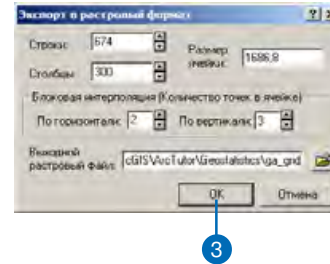 Экспорт в растровый формат
Строки: 674
Размер ячейки: 1686,8
Столбцы: 300
Блоковая интерполяция (Количество точек в ячейке)
По горизонтали: 2 По вертикали: 3
Выходной растровый файл: cGIS\ArcTutor\Geostatistics\ga_grid
OK Отмена
3